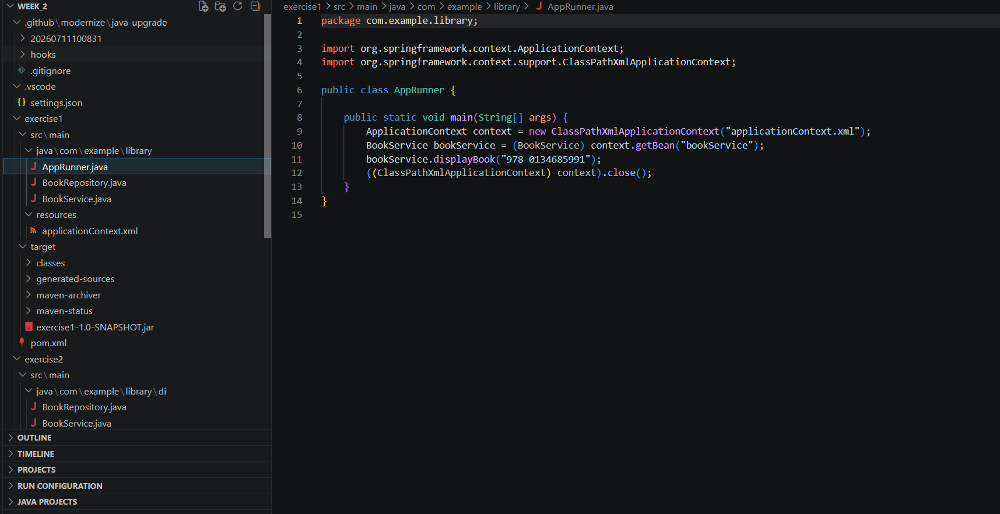 WEEK_2
.github\modernize\java-upgrade
20260711100831
hooks
.gitignore
.vscode
{} settings.json
exercise1
src\main
java\com\example\library
J AppRunner.java
J BookRepository.java
J BookService.java
resources
applicationContext.xml
target
classes
generated-sources
maven-archiver
maven-status
exercise1-1.0-SNAPSHOT.jar
pom.xml
exercise2
src\main
java\com\example\library\di
J BookRepository.java
J BookService.java
OUTLINE
TIMELINE
PROJECTS
RUN CONFIGURATION
JAVA PROJECTS
exercise1 > src > main > java > com > example > library > J AppRunner.java
1 package com.example.library;
2
3 import org.springframework.context.ApplicationContext;
4 import org.springframework.context.support.ClassPathXmlApplicationContext;
5
6 public class AppRunner {
7
8     public static void main(String[] args) {
9         ApplicationContext context = new ClassPathXmlApplicationContext("applicationContext.xml");
10         BookService bookService = (BookService) context.getBean("bookService");
11         bookService.displayBook("978-0134685991");
12         ((ClassPathXmlApplicationContext) context).close();
13     }
14 }
15